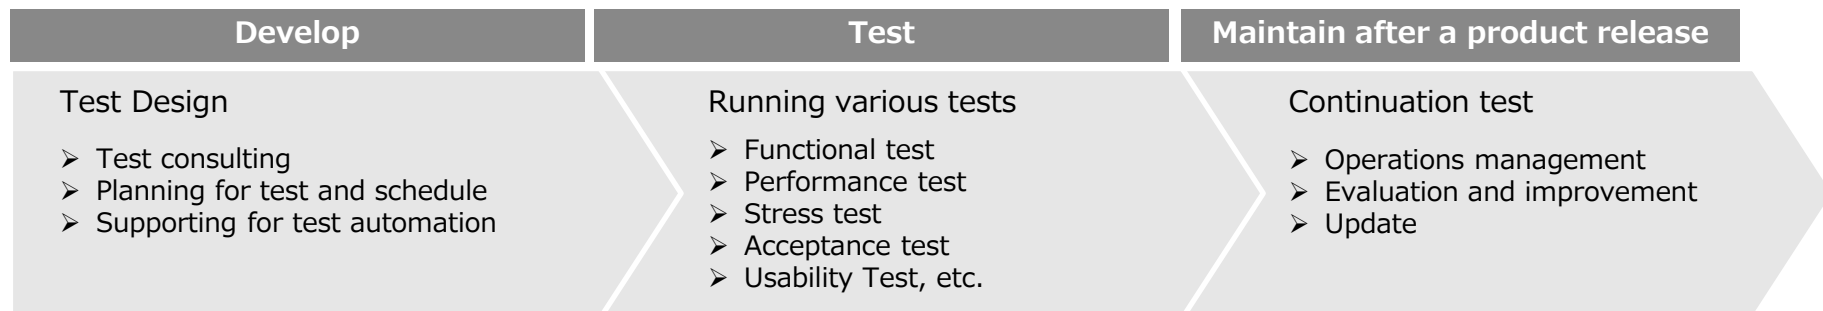 Develop
Test
Maintain after a product release
Test Design
➢ Test consulting
➢ Planning for test and schedule
➢ Supporting for test automation
Running various tests
➢ Functional test
➢ Performance test
➢ Stress test
➢ Acceptance test
➢ Usability Test, etc.
Continuation test
➢ Operations management
➢ Evaluation and improvement
➢ Update